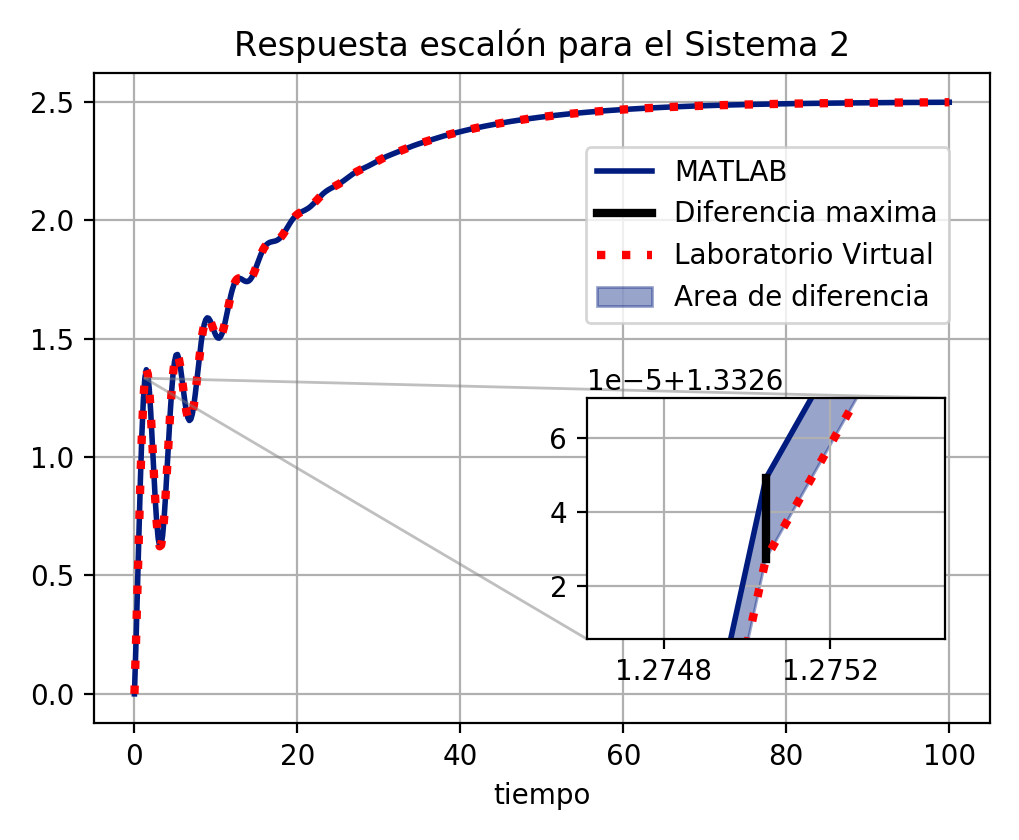 Respuesta escalón para el Sistema 2
2.5
2.0
1.5
1.0
0.5
0.0
MATLAB
Diferencia maxima
Laboratorio Virtual
Area de diferencia
1e−5+1.3326
6
4
2
1.2748 1.2752
0 20 40 60 80 100
tiempo